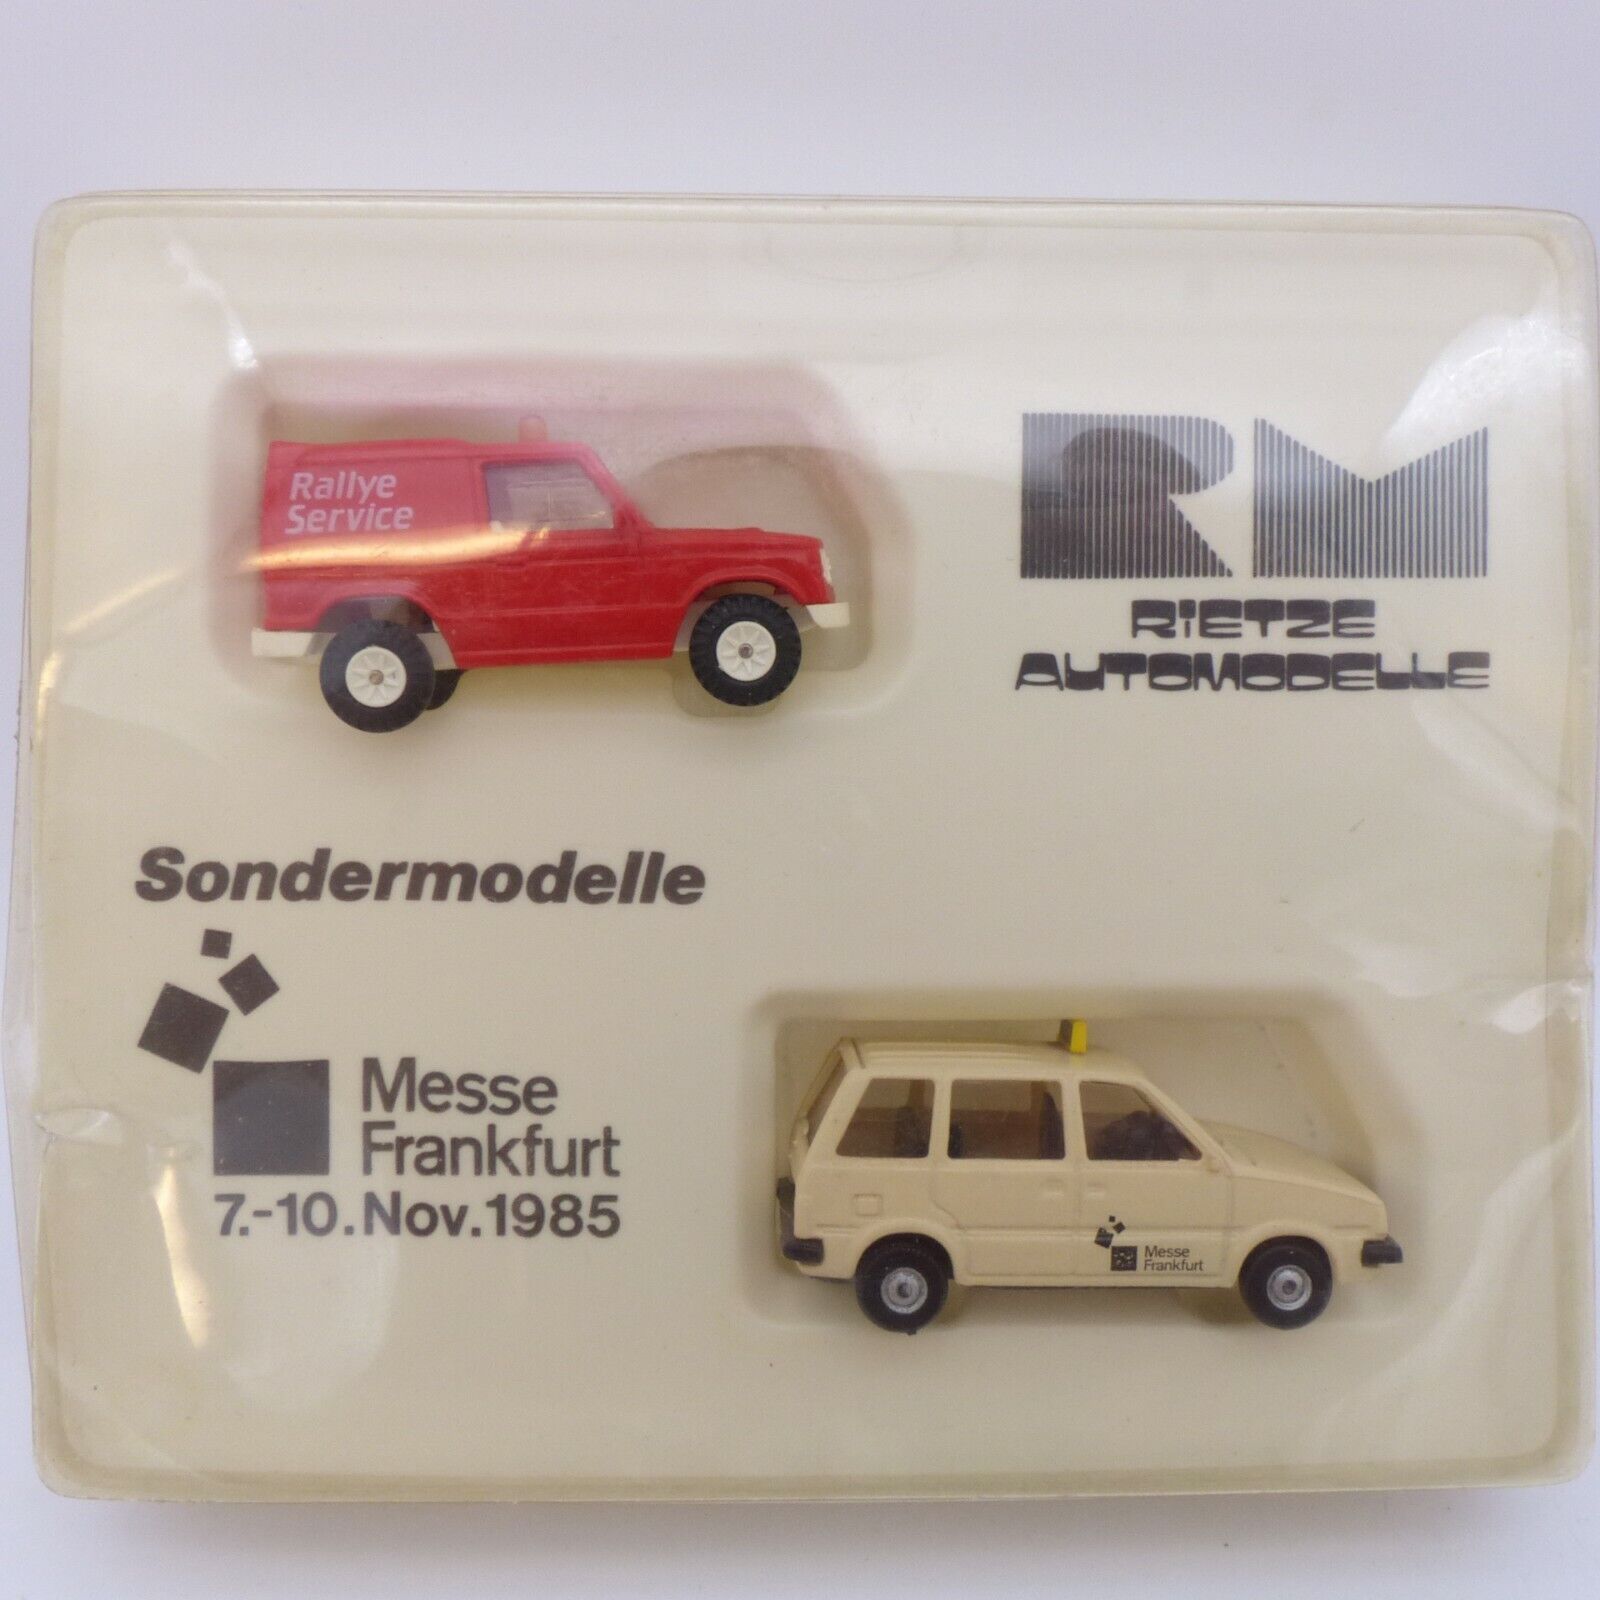 Rallye
Service
RM
RIETZE
AUTOMODELLE
Sondermodelle
Messe
Frankfurt
7.-10. Nov. 1985
Messe
Frankfurt